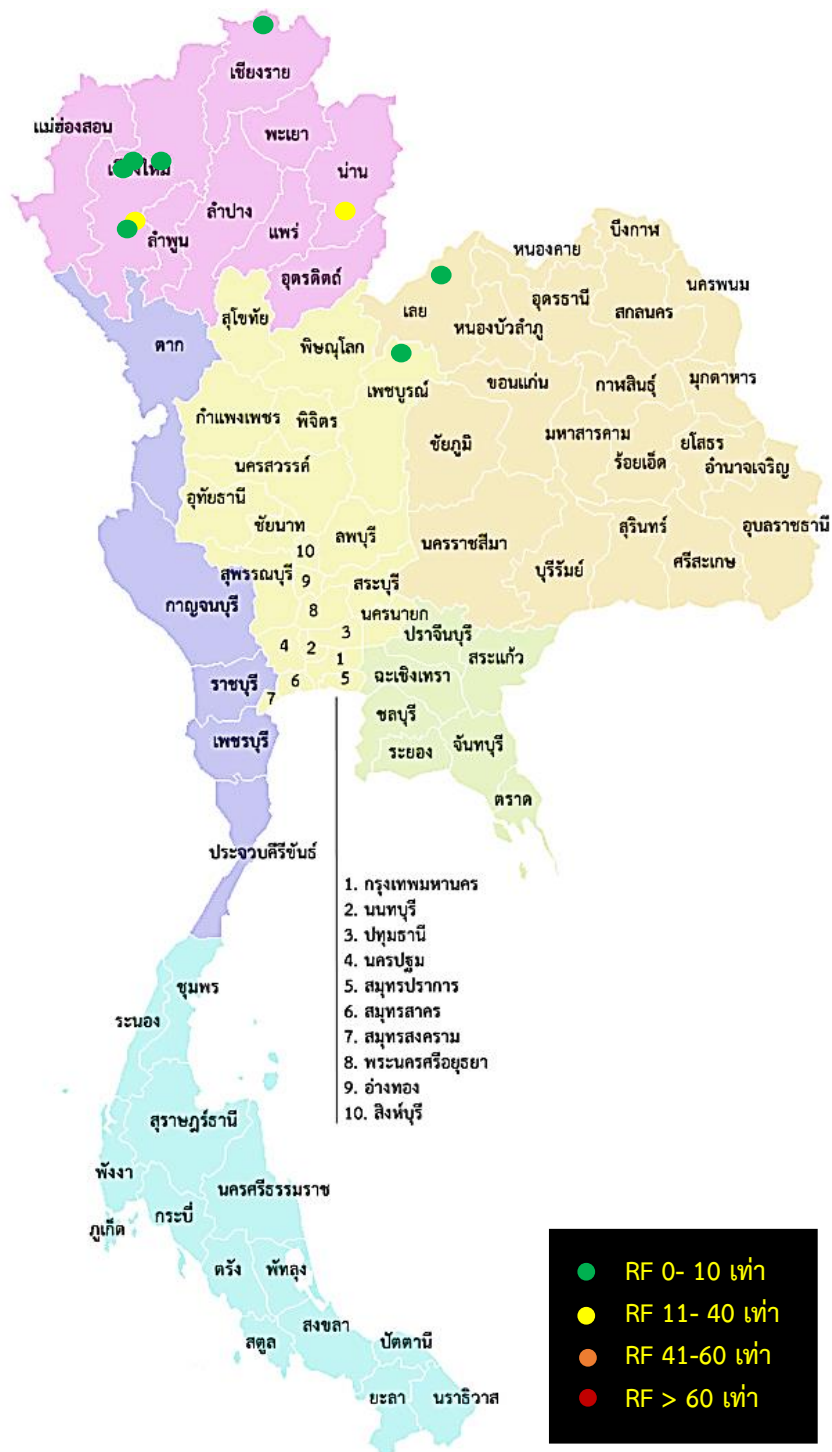 เชียงราย
แม่ฮ่องสอน
พะเยา
เชียงใหม่
น่าน
ลำปาง
ลำพูน
แพร่
อุตรดิตถ์
บึงกาฬ
หนองคาย
นครพนม
อุดรธานี
เลย
สกลนคร
สุโขทัย
หนองบัวลำภู
ตาก
พิษณุโลก
เพชบูรณ์
ขอนแก่น
กาฬสินธุ์
มุกดาหาร
กำแพงเพชร
พิจิตร
ชัยภูมิ
มหาสารคาม
ยโสธร
ร้อยเอ็ด
อำนาจเจริญ
นครสวรรค์
อุทัยธานี
ชัยนาท
ลพบุรี
นครราชสีมา
สุรินทร์
อุบลราชธานี
10
สุพรรณบุรี
9
สระบุรี
บุรีรัมย์
ศรีสะเกษ
กาญจนบุรี
8
นครนายก
3
ปราจีนบุรี
4
2
1
สระแก้ว
ราชบุรี
6
5
ฉะเชิงเทรา
7
ชลบุรี
เพชรบุรี
ระยอง
จันทบุรี
ตราด
ประจวบคีรีขันธ์
1. กรุงเทพมหานคร
2. นนทบุรี
3. ปทุมธานี
4. นครปฐม
5. สมุทรปราการ
6. สมุทรสาคร
7. สมุทรสงคราม
8. พระนครศรีอยุธยา
9. อ่างทอง
10. สิงห์บุรี
ชุมพร
ระนอง
สุราษฎร์ธานี
พังงา
นครศรีธรรมราช
กระบี่
ภูเก็ต
ตรัง
พัทลุง
สงขลา
สตูล
ปัตตานี
ยะลา
นราธิวาส
RF 0- 10 เท่า
RF 11- 40 เท่า
RF 41-60 เท่า
RF > 60 เท่า